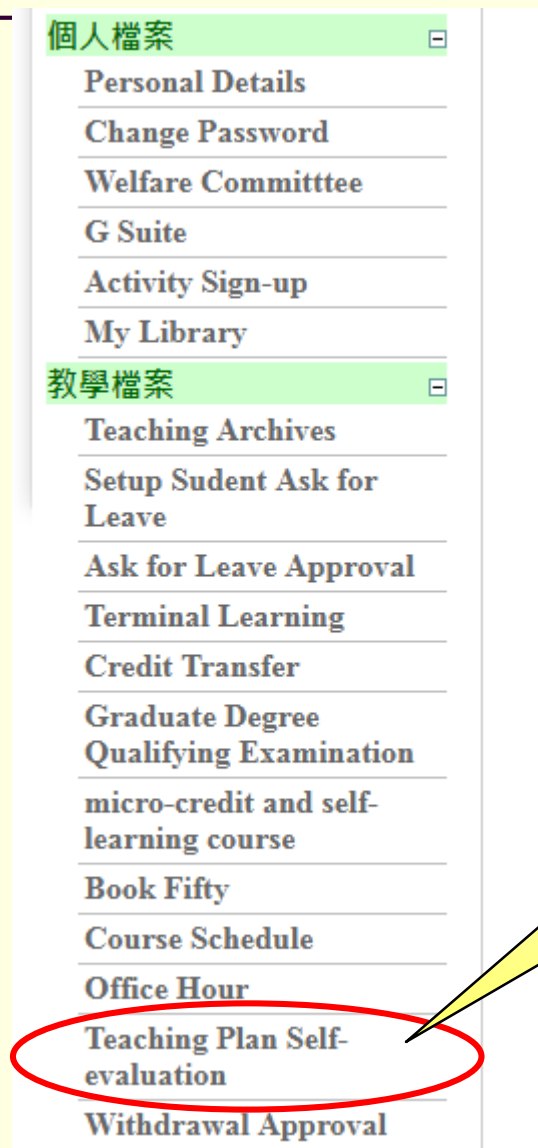 個人檔案
Personal Details
Change Password
Welfare Committtee
G Suite
Activity Sign-up
My Library
教學檔案
Teaching Archives
Setup Sudent Ask for
Leave
Ask for Leave Approval
Terminal Learning
Credit Transfer
Graduate Degree
Qualifying Examination
micro-credit and self-
learning course
Book Fifty
Course Schedule
Office Hour
Teaching Plan Self-
evaluation
Withdrawal Approval